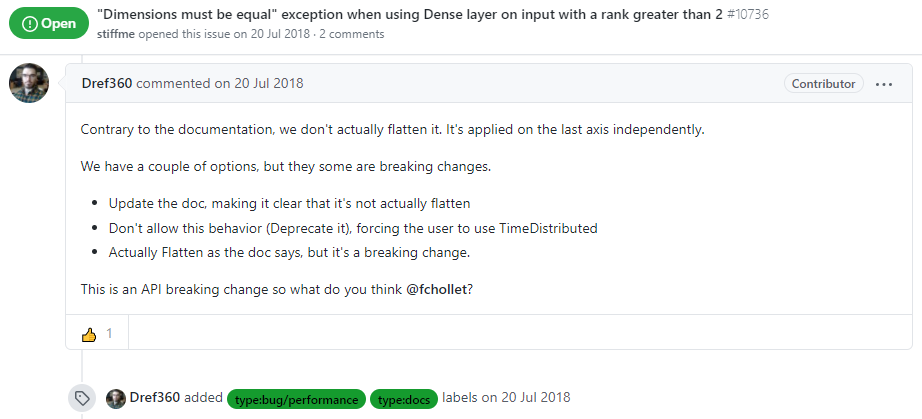 Open
"Dimensions must be equal" exception when using Dense layer on input with a rank greater than 2 #10736
stiffme opened this issue on 20 Jul 2018 · 2 comments
Dref360 commented on 20 Jul 2018
Contributor
Contrary to the documentation, we don't actually flatten it. It's applied on the last axis independently.
We have a couple of options, but they some are breaking changes.
• Update the doc, making it clear that it's not actually flatten
• Don't allow this behavior (Deprecate it), forcing the user to use TimeDistributed
• Actually Flatten as the doc says, but it's a breaking change.
This is an API breaking change so what do you think @fchollet?
👍 1
Dref360 added type:bug/performance type:docs labels on 20 Jul 2018